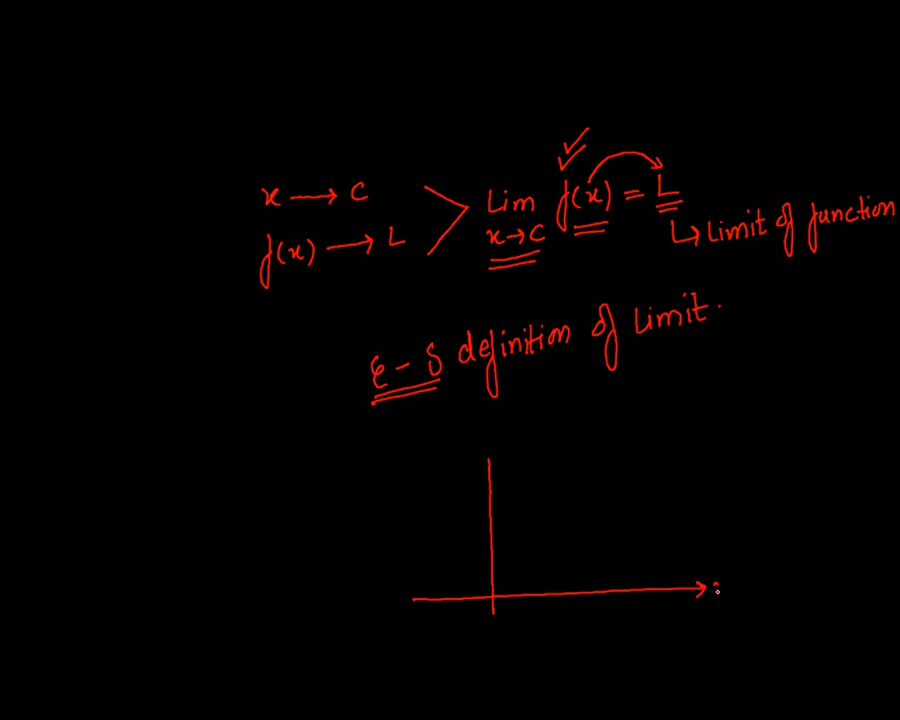 x → C
f(x) → L
Lim f(x) = L
x→C
↳ Limit of function
ε - δ definition of Limit.